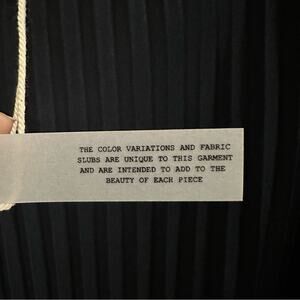 THE COLOR VARIATIONS AND FABRIC
SLUBS ARE UNIQUE TO THIS GARMENT
AND ARE INTENDED TO ADD TO THE
BEAUTY OF EACH PIECE